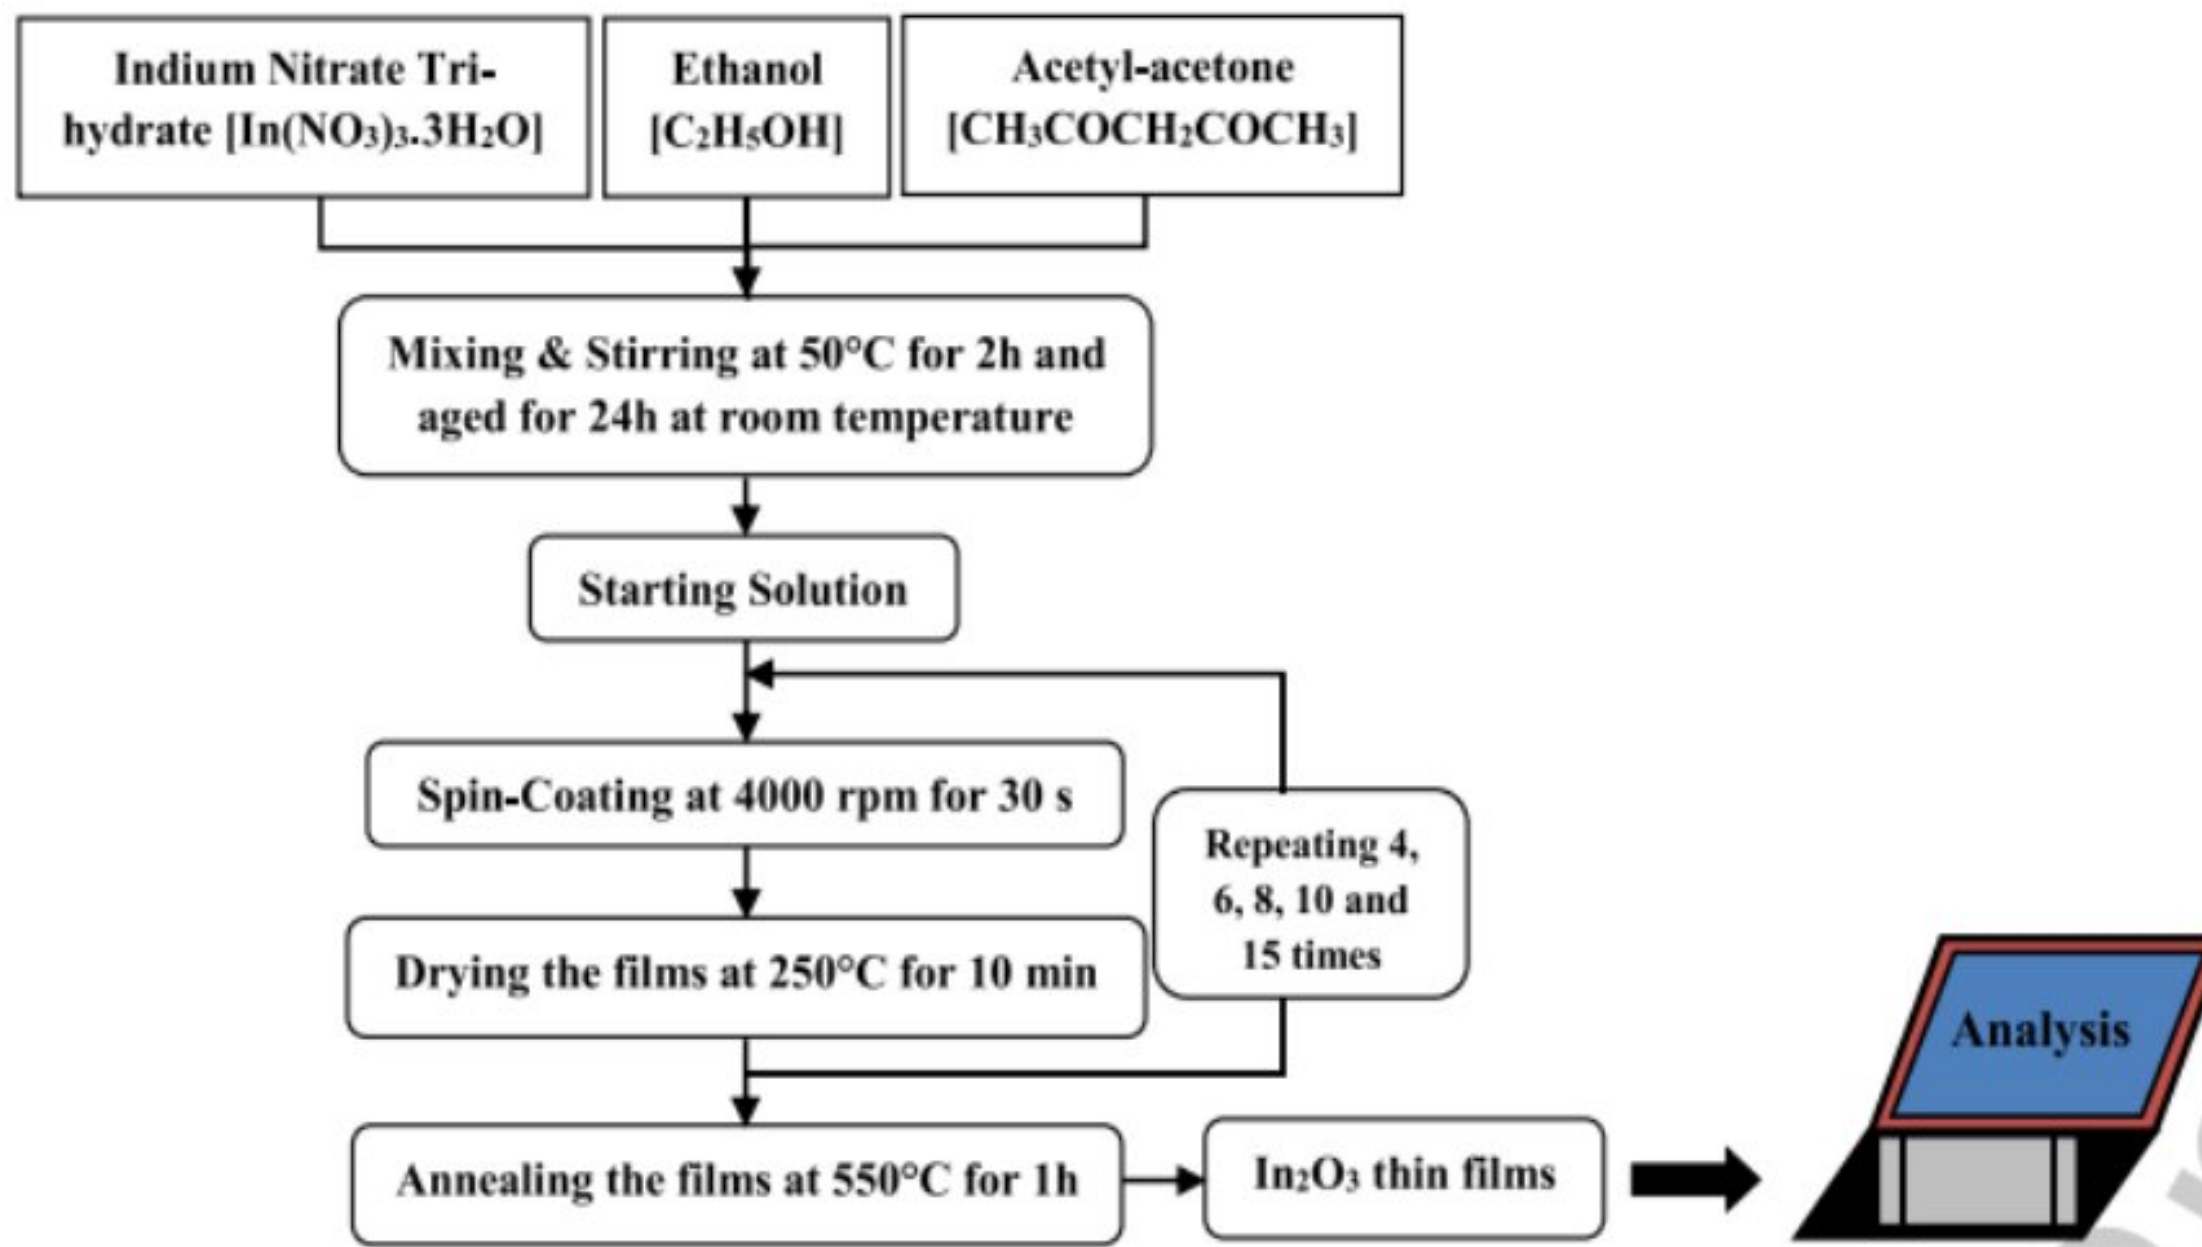 Indium Nitrate Tri-
hydrate [In(NO₃)₃.3H₂O]
Ethanol
[C₂H₅OH]
Acetyl-acetone
[CH₃COCH₂COCH₃]
Mixing & Stirring at 50°C for 2h and
aged for 24h at room temperature
Starting Solution
Spin-Coating at 4000 rpm for 30 s
Repeating 4,
6, 8, 10 and
15 times
Drying the films at 250°C for 10 min
Annealing the films at 550°C for 1h
In₂O₃ thin films
Analysis